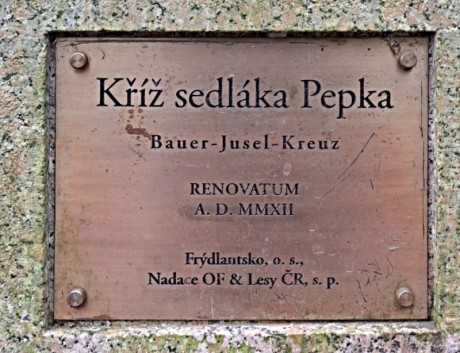 Kříž sedláka Pepka
Bauer-Jusel-Kreuz
RENOVATUM
A. D. MMXII
Frýdlantsko, o. s.,
Nadace OF & Lesy ČR, s. p.